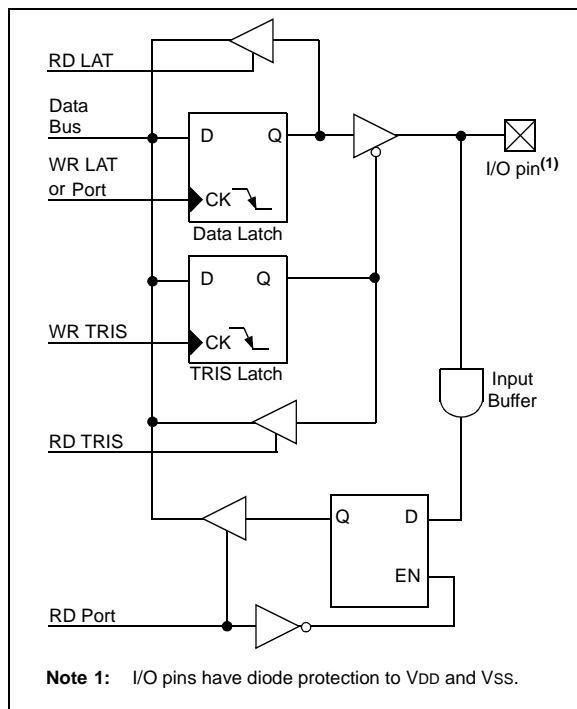 RD LAT
Data
Bus
D Q
WR LAT
or Port
I/O pin(1)
CK
Data Latch
D Q
WR TRIS
CK
TRIS Latch
Input
Buffer
RD TRIS
Q D
EN
RD Port
Note 1: I/O pins have diode protection to VDD and VSS.